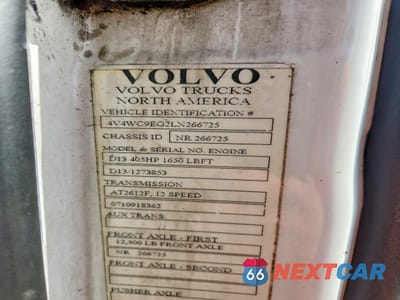 VOLVO
VOLVO TRUCKS
NORTH AMERICA
VEHICLE IDENTIFICATION #
4V4WC9EG2LN266725
CHASSIS ID NR 266725
MODEL & SERIAL NO. ENGINE
D13 405HP 1650 LBFT
D13/1273853
TRANSMISSION
AT2612F, 12 SPEED
0710918362
AUX TRANS
FRONT AXLE - FIRST
12,500 LB FRONT AXLE
NR 266725
FRONT AXLE - SECOND
PUSHER AXLE
66 NEXTCAR